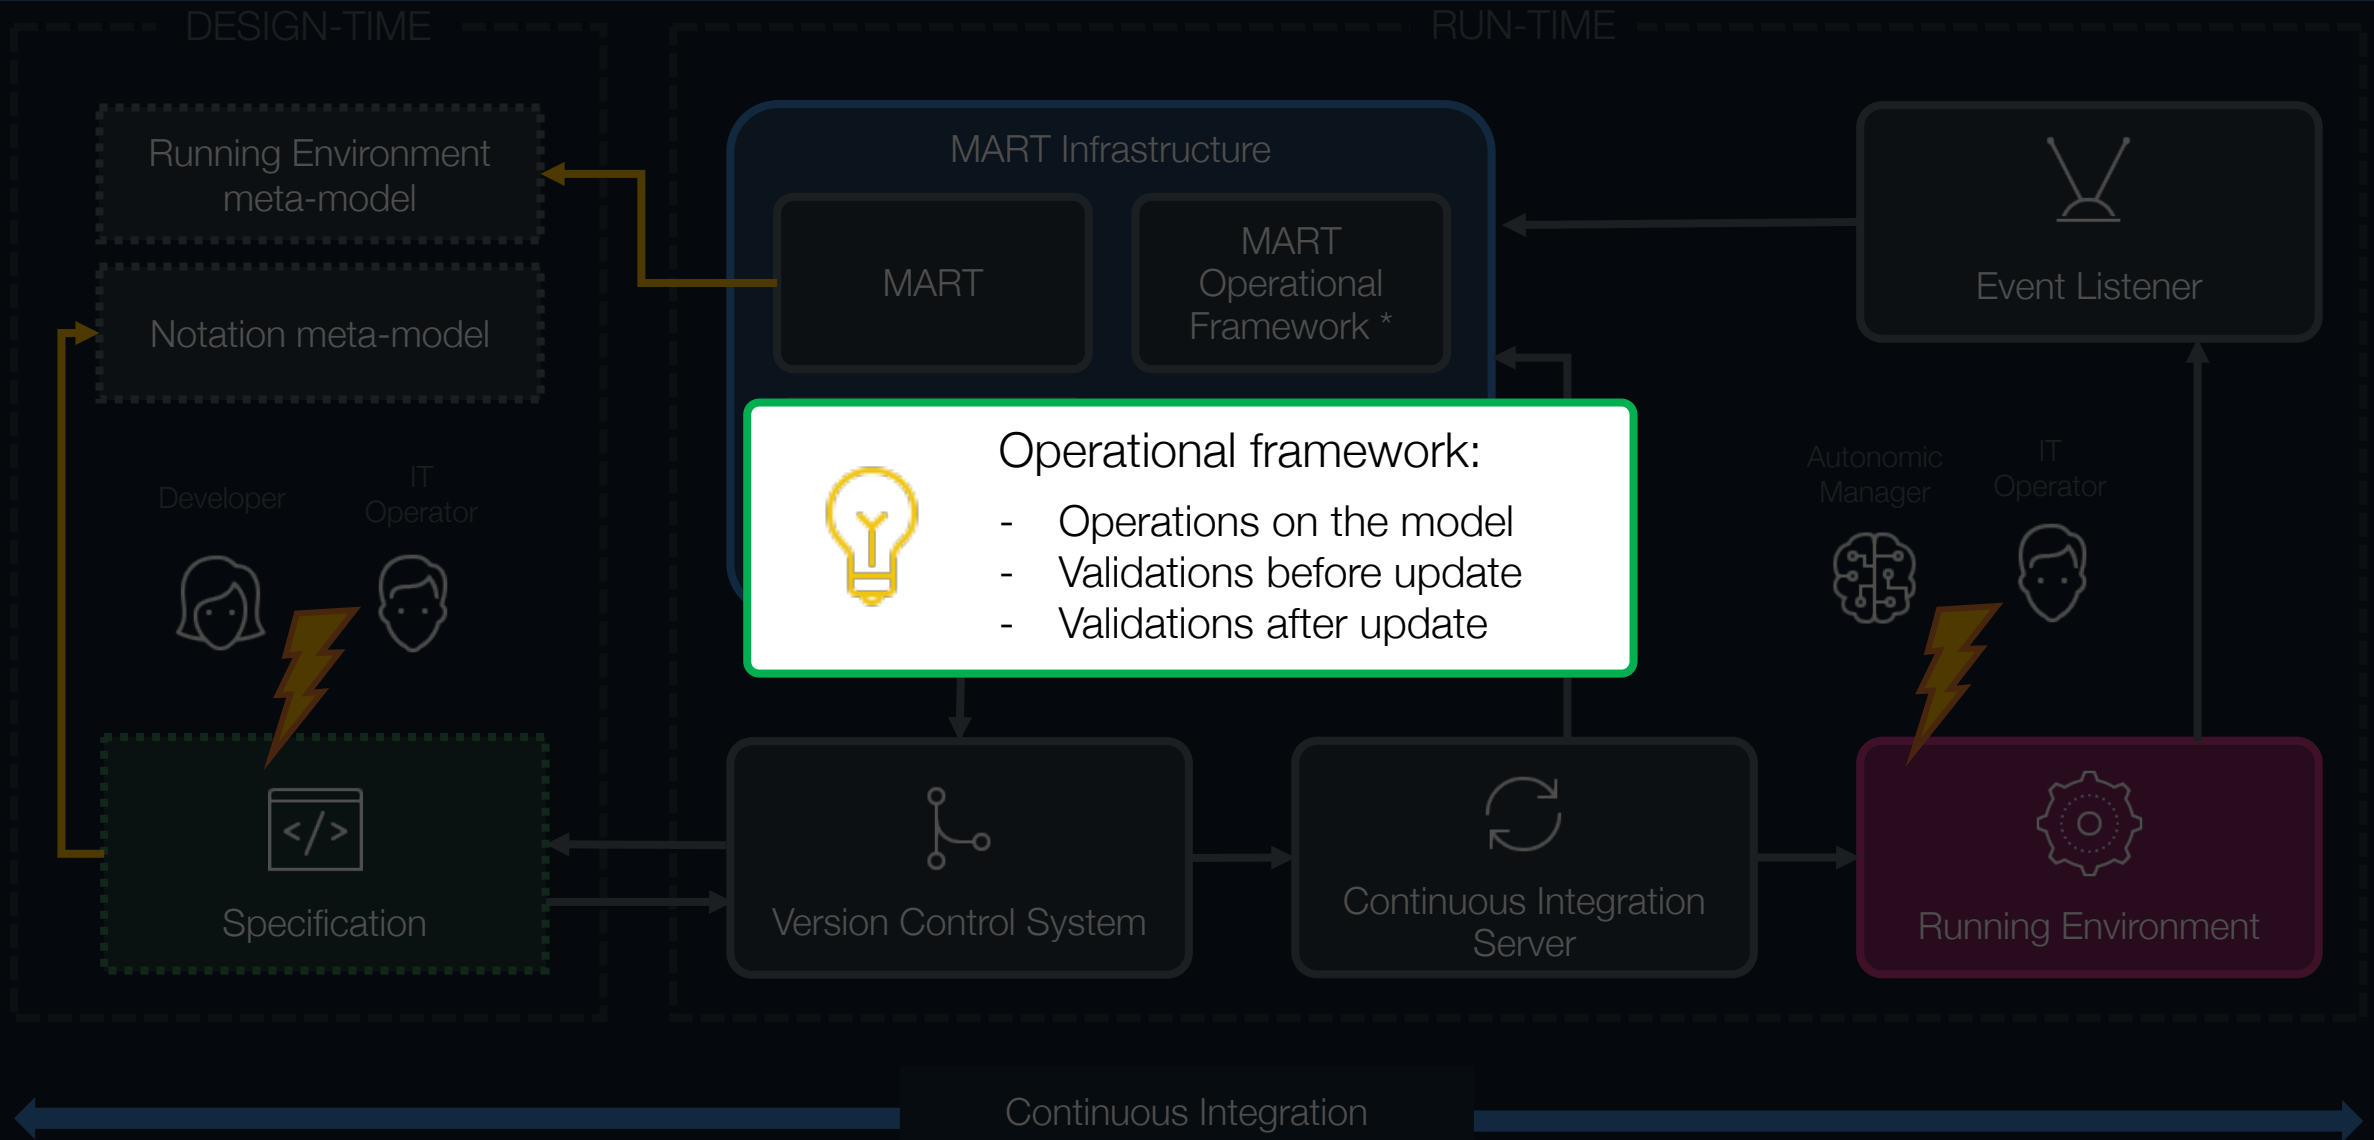 DESIGN-TIME
RUN-TIME
Running Environment
meta-model
Notation meta-model
MART Infrastructure
MART
MART
Operational
Framework *
Event Listener
Operational framework:
- Operations on the model
- Validations before update
- Validations after update
Developer
IT
Operator
Autonomic
Manager
IT
Operator
</>
Specification
Version Control System
Continuous Integration
Server
Running Environment
Continuous Integration